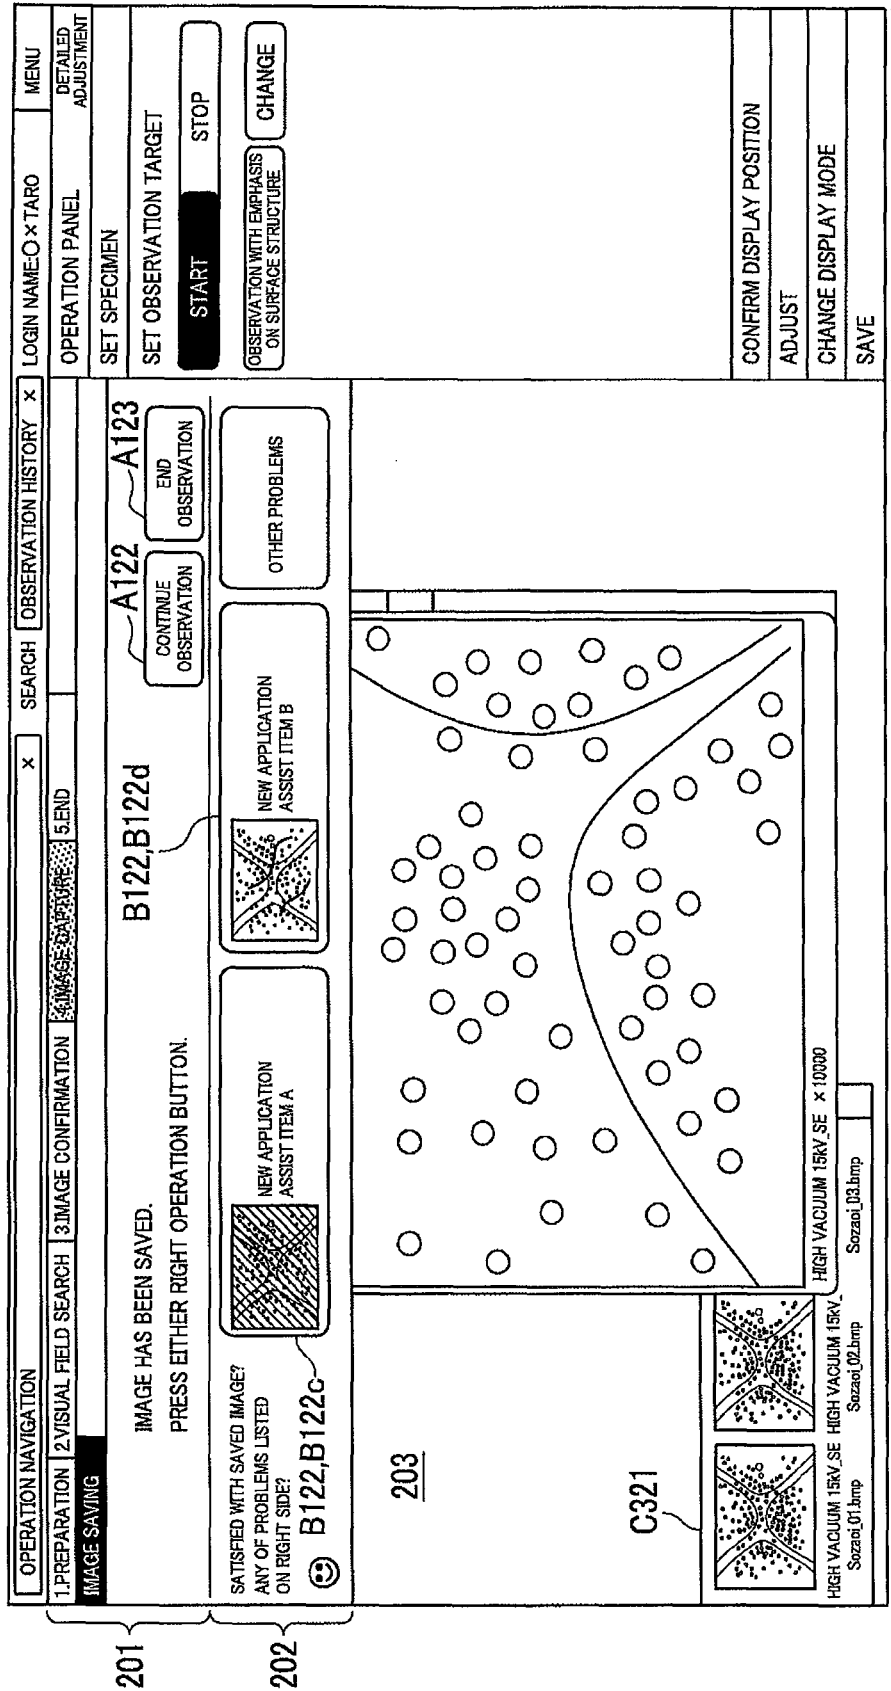 OPERATION NAVIGATION ×
SEARCH OBSERVATION HISTORY ×
LOGIN NAME:○×TARO
MENU
1.PREPARATION 2.VISUAL FIELD SEARCH 3.IMAGE CONFIRMATION 4.IMAGE CAPTURE 5.END
OPERATION PANEL
DETAILED
ADJUSTMENT
IMAGE SAVING
SET SPECIMEN
201
IMAGE HAS BEEN SAVED.
PRESS EITHER RIGHT OPERATION BUTTON.
B122,B122d
A122
A123
CONTINUE
OBSERVATION
END
OBSERVATION
SET OBSERVATION TARGET
START
STOP
202
SATISFIED WITH SAVED IMAGE?
ANY OF PROBLEMS LISTED
ON RIGHT SIDE?
B122,B122c
NEW APPLICATION
ASSIST ITEM A
NEW APPLICATION
ASSIST ITEM B
OTHER PROBLEMS
OBSERVATION WITH EMPHASIS
ON SURFACE STRUCTURE
CHANGE
203
C321
HIGH VACUUM 15kV_SE ×10000
HIGH VACUUM 15kV_SE
Sozaoi_01.bmp
HIGH VACUUM 15kV_
Sozaoi_02.bmp
Sozaoi_03.bmp
CONFIRM DISPLAY POSITION
ADJUST
CHANGE DISPLAY MODE
SAVE